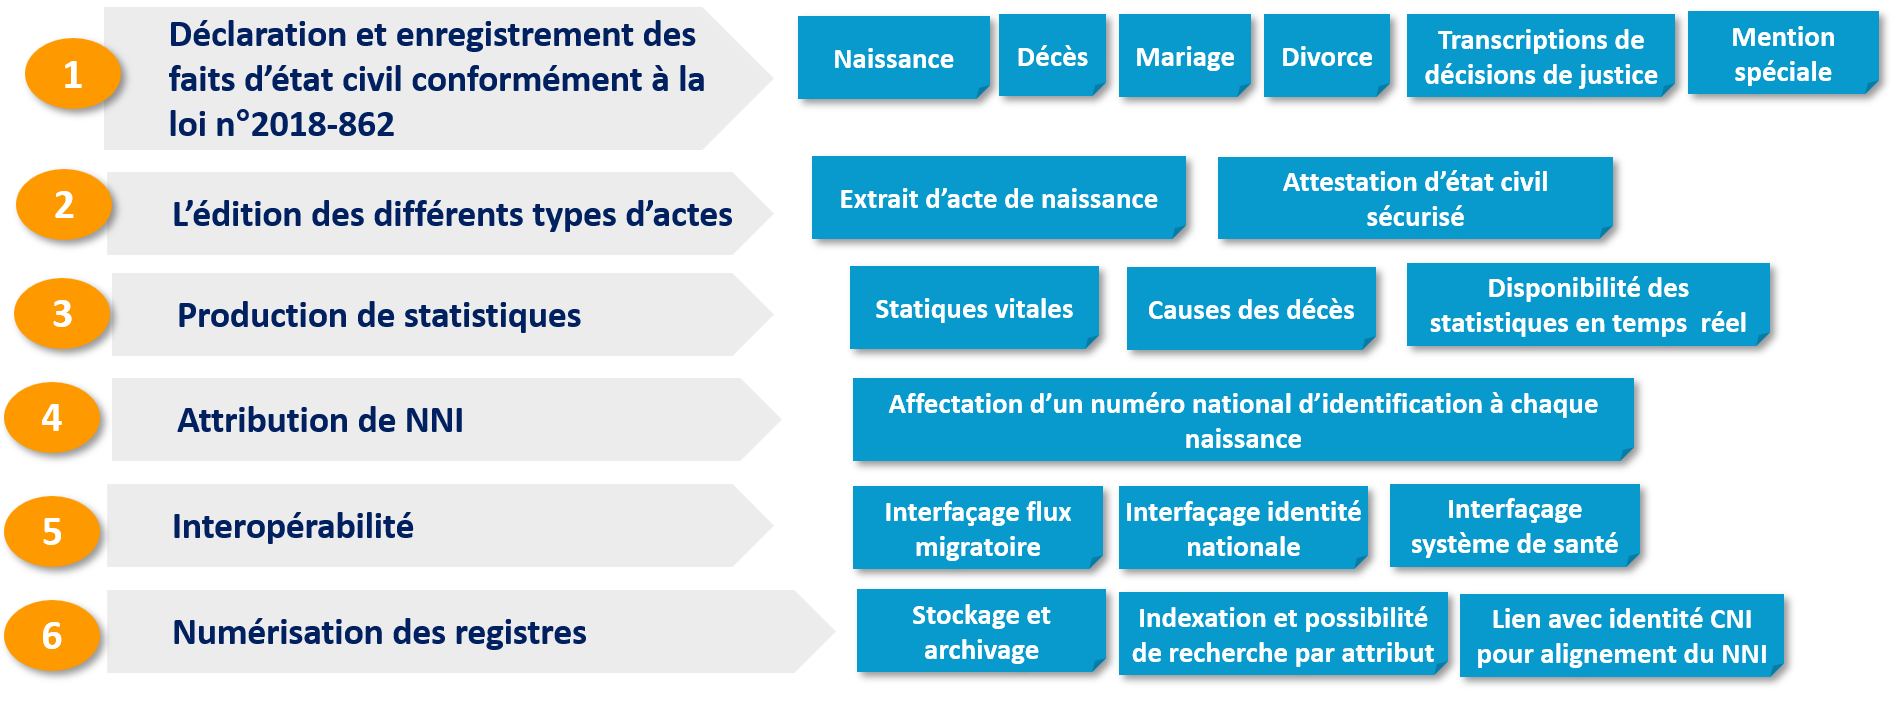 1
Déclaration et enregistrement des
faits d’état civil conformément à la
loi n°2018-862
Naissance
Décès
Mariage
Divorce
Transcriptions de
décisions de justice
Mention
spéciale
2
L’édition des différents types d’actes
Extrait d’acte de naissance
Attestation d’état civil
sécurisé
3
Production de statistiques
Statiques vitales
Causes des décès
Disponibilité des
statistiques en temps  réel
4
Attribution de NNI
Affectation d’un numéro national d’identification à chaque
naissance
5
Interopérabilité
Interfaçage flux
migratoire
Interfaçage identité
nationale
Interfaçage
système de santé
6
Numérisation des registres
Stockage et
archivage
Indexation et possibilité
de recherche par attribut
Lien avec identité CNI
pour alignement du NNI